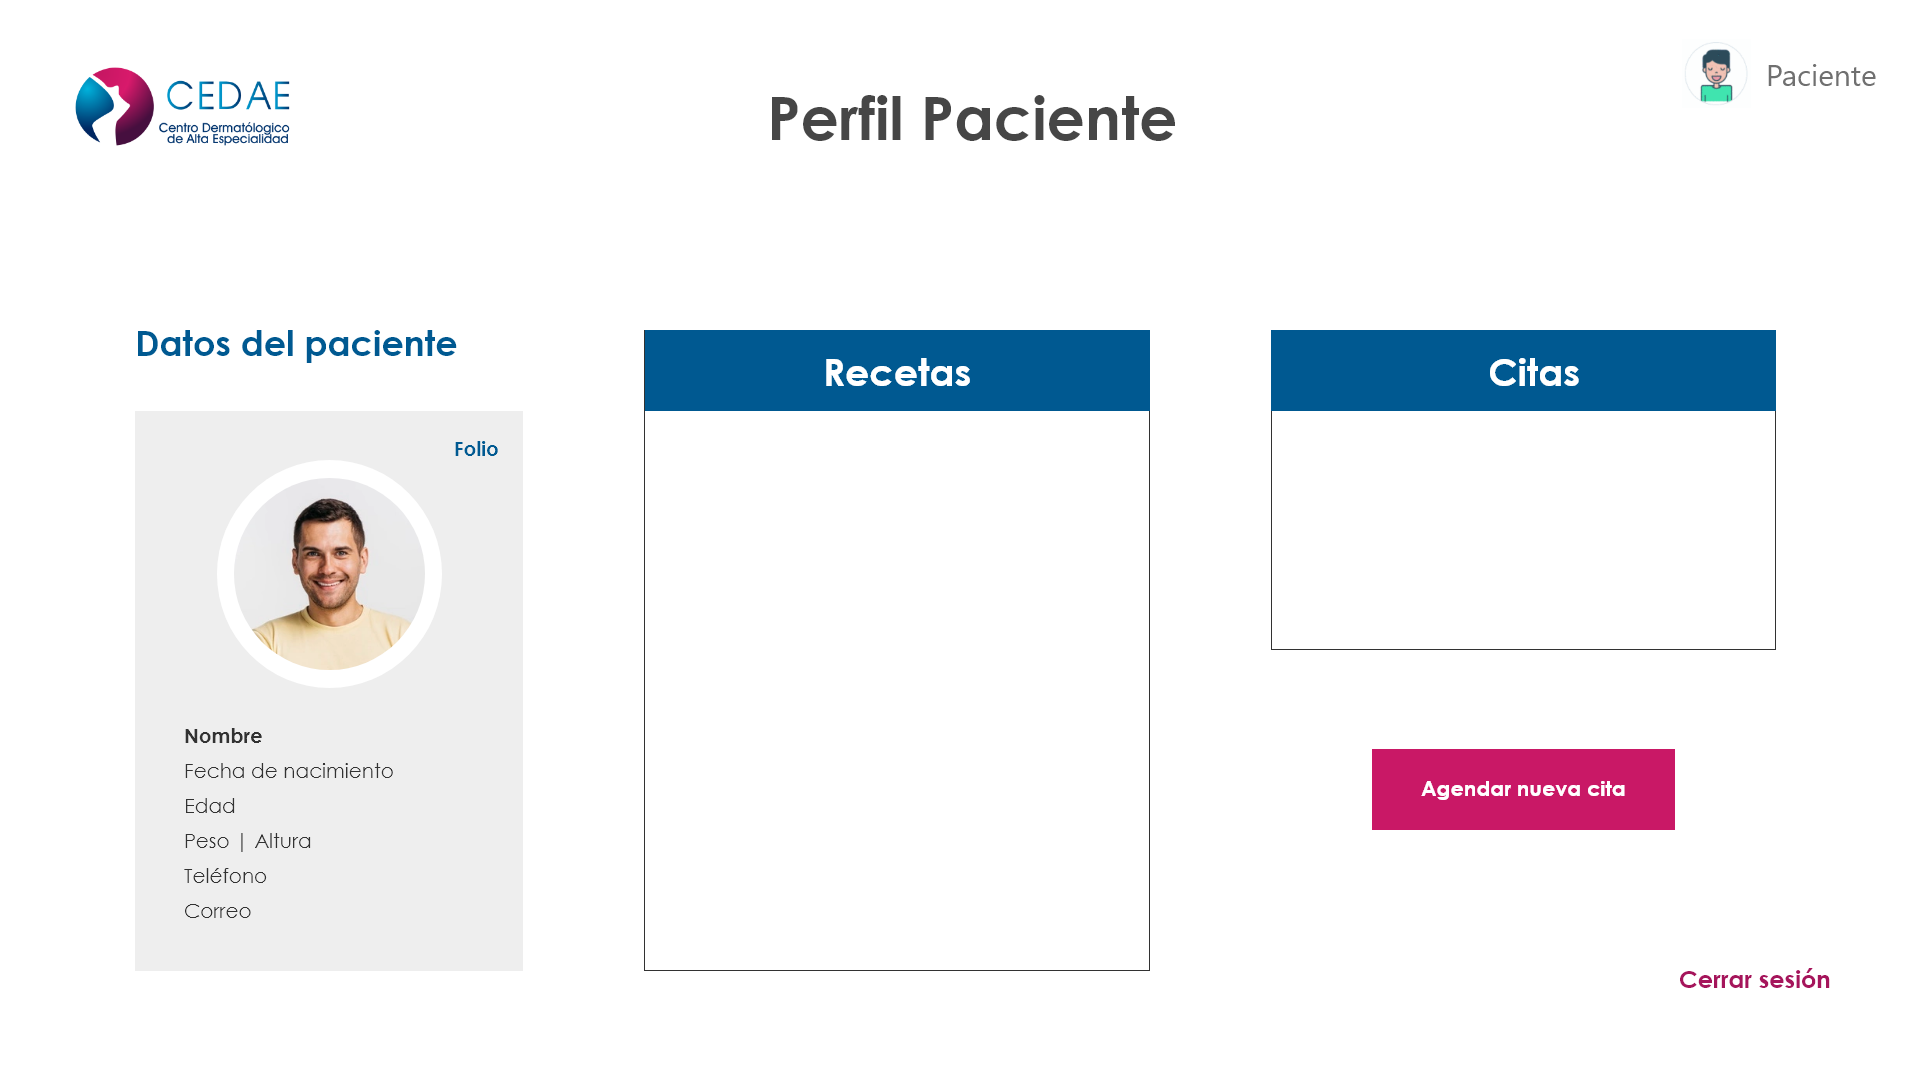 CEDAE
Centro Dermatólogico
de Alta Especialidad
Perfil Paciente
Paciente
Datos del paciente
Folio
Nombre
Fecha de nacimiento
Edad
Peso | Altura
Teléfono
Correo
Recetas
Citas
Agendar nueva cita
Cerrar sesión